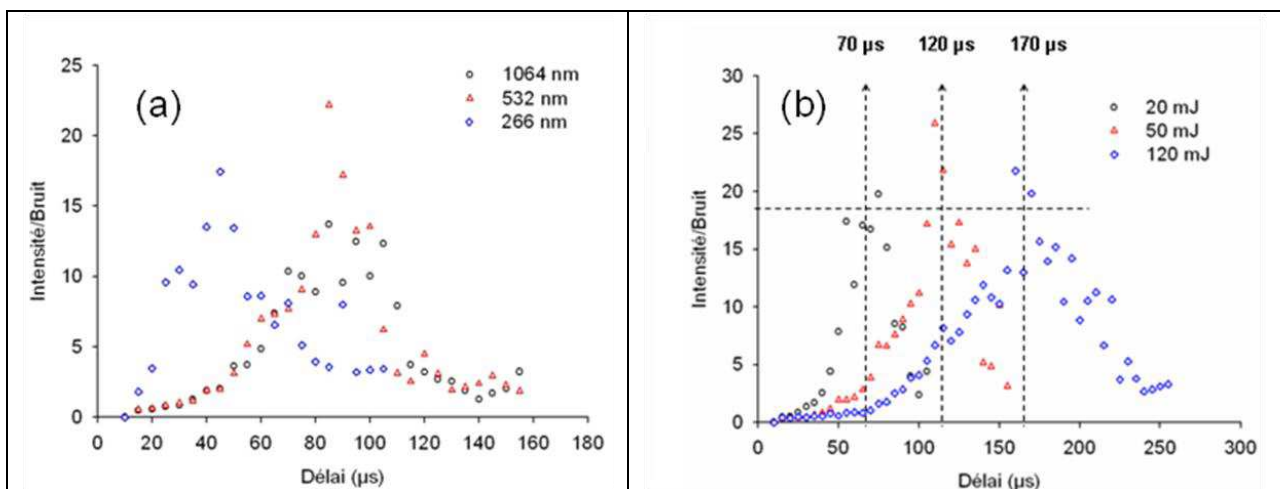 (a)
1064 nm
532 nm
266 nm
Intensité/Bruit
25
20
15
10
5
0
0 20 40 60 80 100 120 140 160 180
Délai (µs)
70 µs 120 µs 170 µs
(b)
20 mJ
50 mJ
120 mJ
Intensité/Bruit
30
25
20
15
10
5
0
0 50 100 150 200 250 300
Délai (µs)